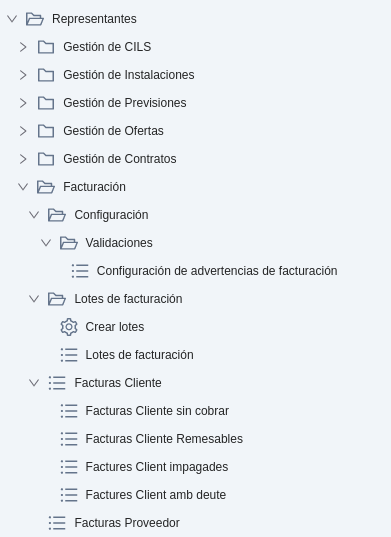 Representantes
Gestión de CILS
Gestión de Instalaciones
Gestión de Previsiones
Gestión de Ofertas
Gestión de Contratos
Facturación
Configuración
Validaciones
Configuración de advertencias de facturación
Lotes de facturación
Crear lotes
Lotes de facturación
Facturas Cliente
Facturas Cliente sin cobrar
Facturas Cliente Remesables
Factures Client impagades
Factures Client amb deute
Facturas Proveedor